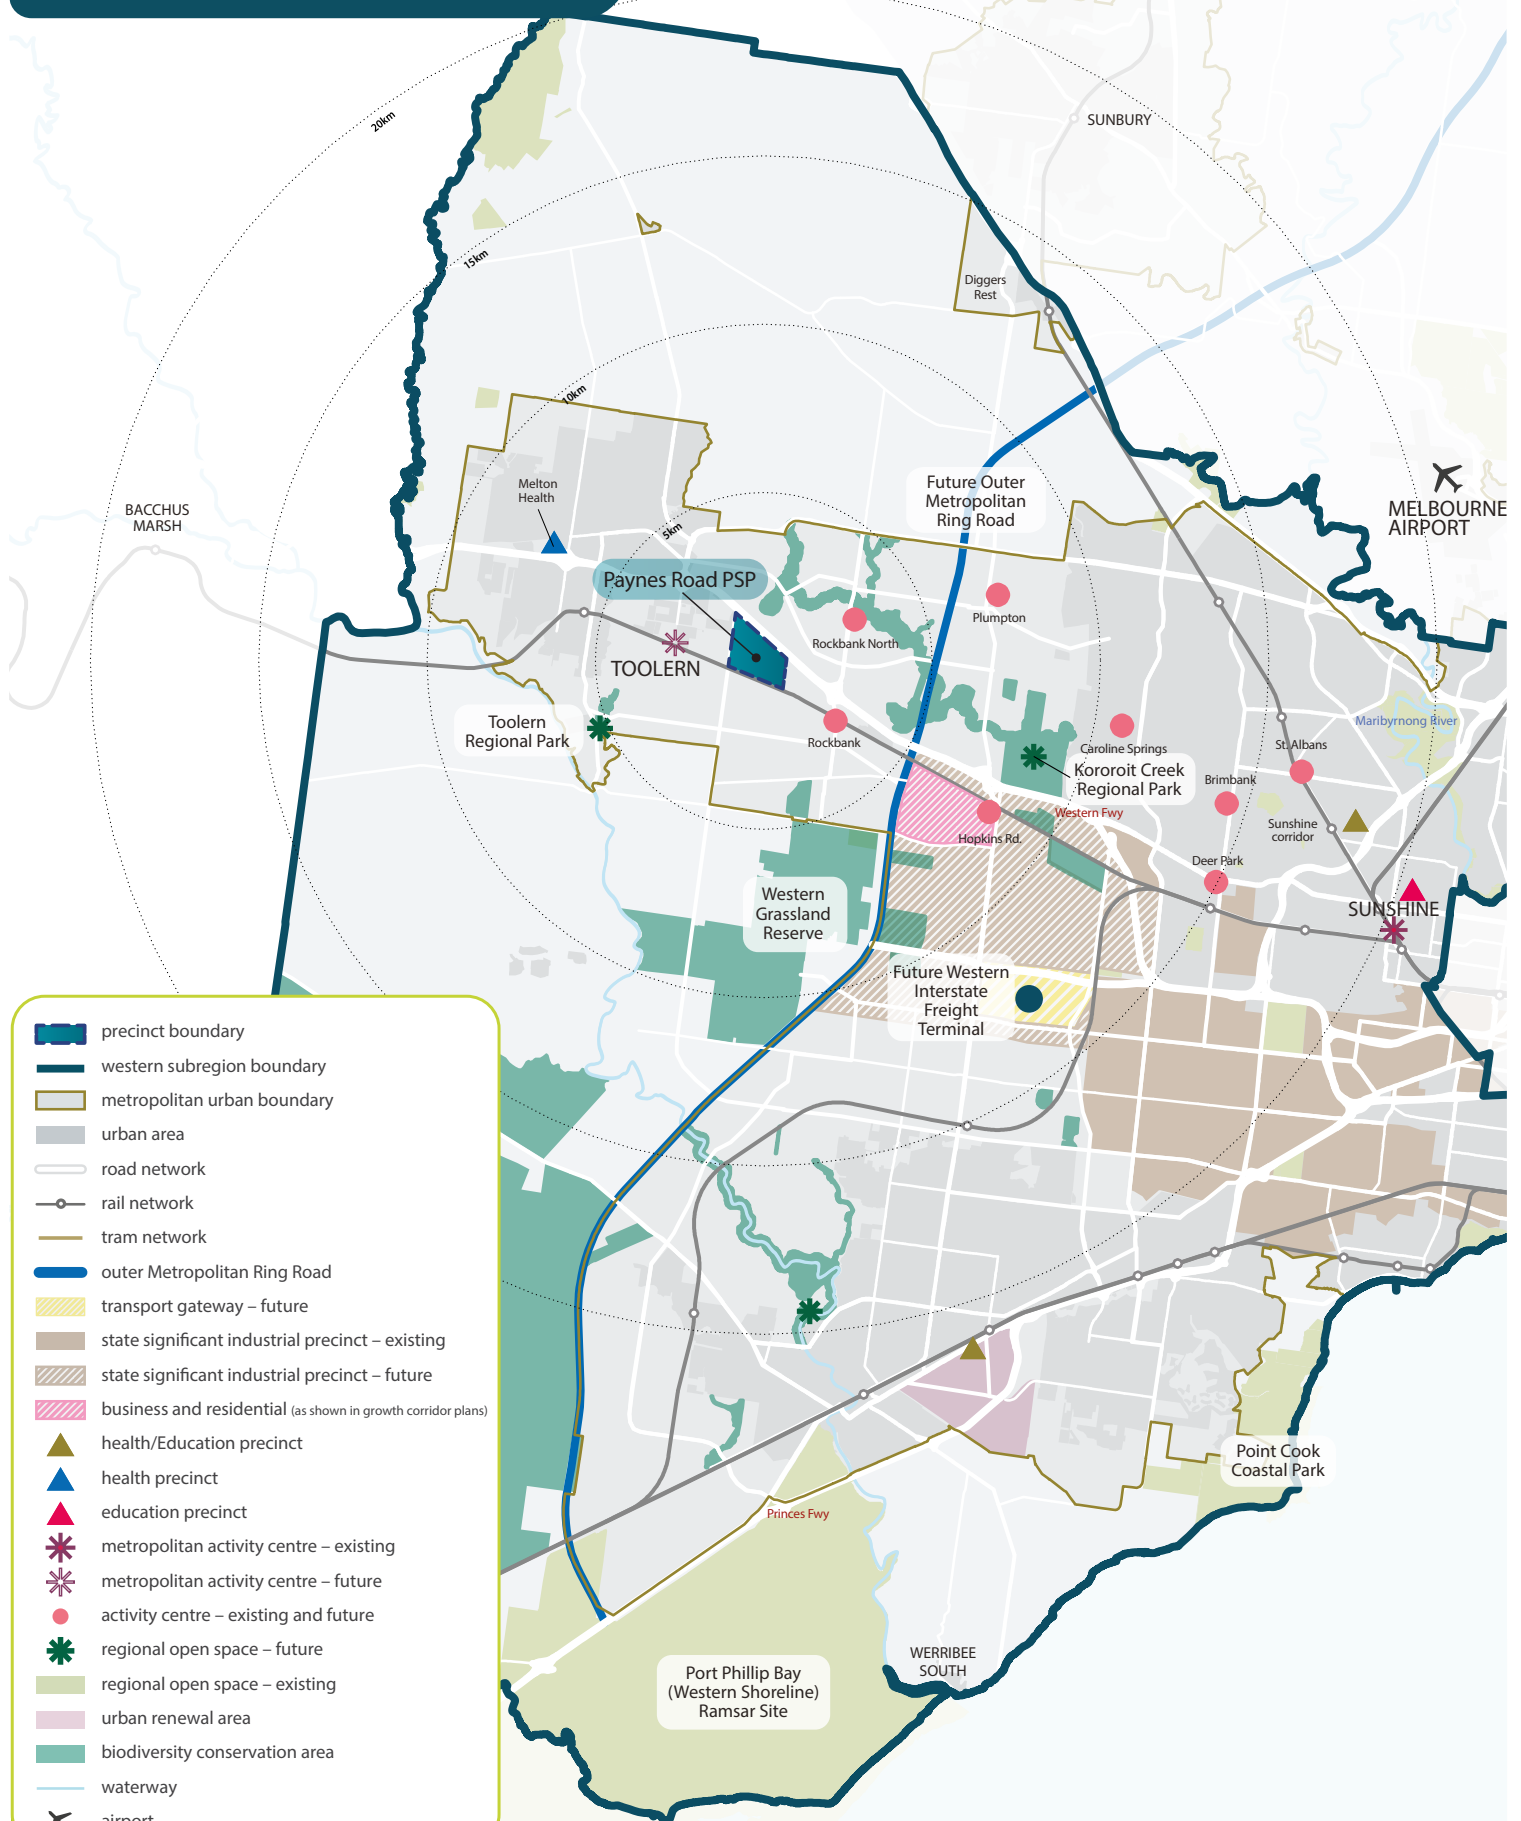 20km
SUNBURY
15km
Diggers
Rest
10km
Future Outer
Metropolitan
Ring Road
Melton
Health
MELBOURNE
AIRPORT
BACCHUS
MARSH
5km
Paynes Road PSP
Plumpton
Rockbank North
TOOLERN
Toolern
Regional Park
Rockbank
Maribyrnong River
Caroline Springs
St. Albans
Kororoit Creek
Regional Park
Brimbank
Western Fwy
Sunshine
corridor
Hopkins Rd.
Deer Park
Western
Grassland
Reserve
SUNSHINE
Future Western
Interstate
Freight
Terminal
precinct boundary
western subregion boundary
metropolitan urban boundary
urban area
road network
rail network
tram network
outer Metropolitan Ring Road
transport gateway – future
state significant industrial precinct – existing
state significant industrial precinct – future
business and residential (as shown in growth corridor plans)
health/Education precinct
health precinct
education precinct
metropolitan activity centre – existing
metropolitan activity centre – future
activity centre – existing and future
regional open space – future
regional open space – existing
urban renewal area
biodiversity conservation area
waterway
airport
Point Cook
Coastal Park
Princes Fwy
WERRIBEE
SOUTH
Port Phillip Bay
(Western Shoreline)
Ramsar Site